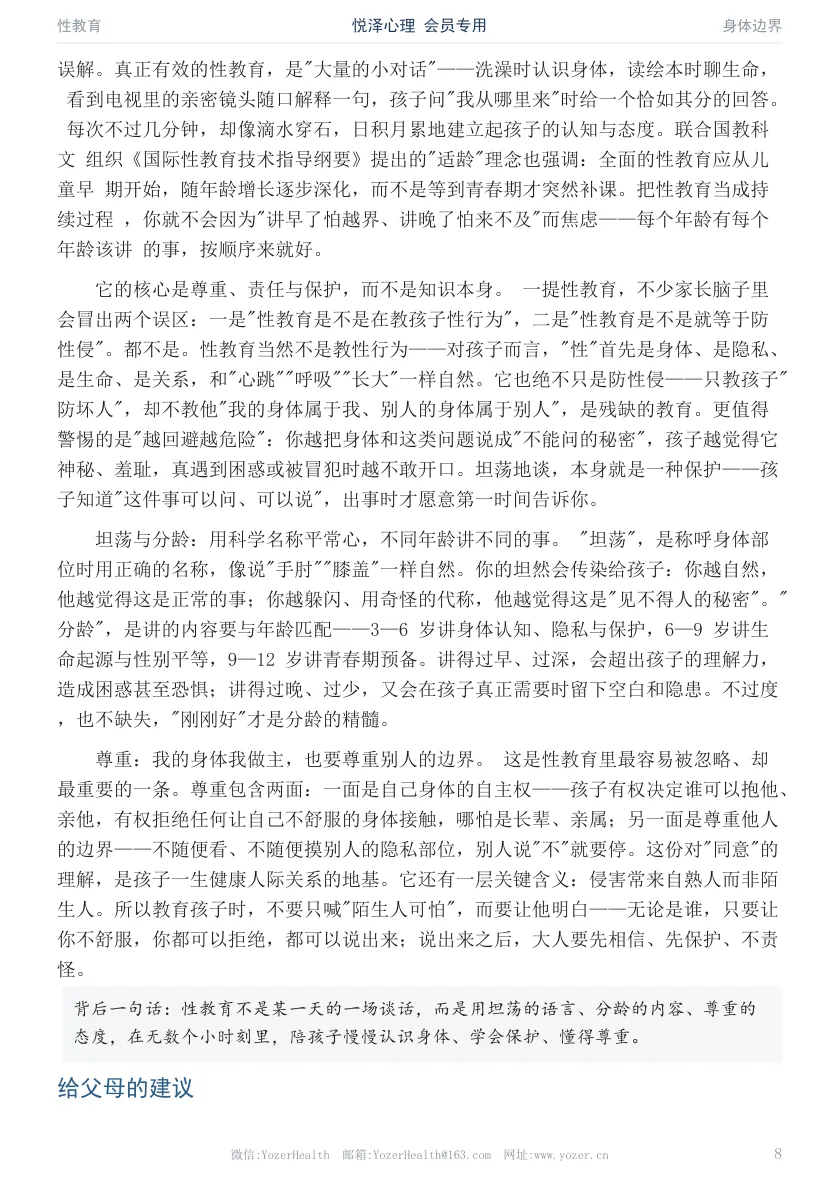 性教育
悦泽心理 会员专用
身体边界
误解。真正有效的性教育，是"大量的小对话"——洗澡时认识身体，读绘本时聊生命，
看到电视里的亲密镜头随口解释一句，孩子问"我从哪里来"时给一个恰如其分的回答。
每次不过几分钟，却像滴水穿石，日积月累地建立起孩子的认知与态度。联合国教科
文 组织《国际性教育技术指导纲要》提出的"适龄"理念也强调：全面的性教育应从儿
童早 期开始，随年龄增长逐步深化，而不是等到青春期才突然补课。把性教育当成持
续过程 ，你就不会因为"讲早了怕越界、讲晚了怕来不及"而焦虑——每个年龄有每个
年龄该讲 的事，按顺序来就好。
它的核心是尊重、责任与保护，而不是知识本身。 一提性教育，不少家长脑子里
会冒出两个误区：一是"性教育是不是在教孩子性行为"，二是"性教育是不是就等于防
性侵"。都不是。性教育当然不是教性行为——对孩子而言，"性"首先是身体、是隐私、
是生命、是关系，和"心跳""呼吸""长大"一样自然。它也绝不只是防性侵——只教孩子"
防坏人"，却不教他"我的身体属于我、别人的身体属于别人"，是残缺的教育。更值得
警惕的是"越回避越危险"：你越把身体和这类问题说成"不能问的秘密"，孩子越觉得它
神秘、羞耻，真遇到困惑或被冒犯时越不敢开口。坦荡地谈，本身就是一种保护——孩
子知道"这件事可以问、可以说"，出事时才愿意第一时间告诉你。
坦荡与分龄：用科学名称平常心，不同年龄讲不同的事。 "坦荡"，是称呼身体部
位时用正确的名称，像说"手肘""膝盖"一样自然。你的坦然会传染给孩子：你越自然，
他越觉得这是正常的事；你越躲闪、用奇怪的代称，他越觉得这是"见不得人的秘密"。"
分龄"，是讲的内容要与年龄匹配——3—6 岁讲身体认知、隐私与保护，6—9 岁讲生
命起源与性别平等，9—12 岁讲青春期预备。讲得过早、过深，会超出孩子的理解力，
造成困惑甚至恐惧；讲得过晚、过少，又会在孩子真正需要时留下空白和隐患。不过度
，也不缺失，"刚刚好"才是分龄的精髓。
尊重：我的身体我做主，也要尊重别人的边界。 这是性教育里最容易被忽略、却
最重要的一条。尊重包含两面：一面是自己身体的自主权——孩子有权决定谁可以抱他、
亲他，有权拒绝任何让自己不舒服的身体接触，哪怕是长辈、亲属；另一面是尊重他人
的边界——不随便看、不随便摸别人的隐私部位，别人说"不"就要停。这份对"同意"的
理解，是孩子一生健康人际关系的地基。它还有一层关键含义：侵害常来自熟人而非陌
生人。所以教育孩子时，不要只喊"陌生人可怕"，而要让他明白——无论是谁，只要让
你不舒服，你都可以拒绝，都可以说出来；说出来之后，大人要先相信、先保护、不责
怪。
背后一句话：性教育不是某一天的一场谈话，而是用坦荡的语言、分龄的内容、尊重的
态度，在无数个小时刻里，陪孩子慢慢认识身体、学会保护、懂得尊重。
给父母的建议
微信:YozerHealth 邮箱:YozerHealth@163.com 网址:www.yozer.cn
8